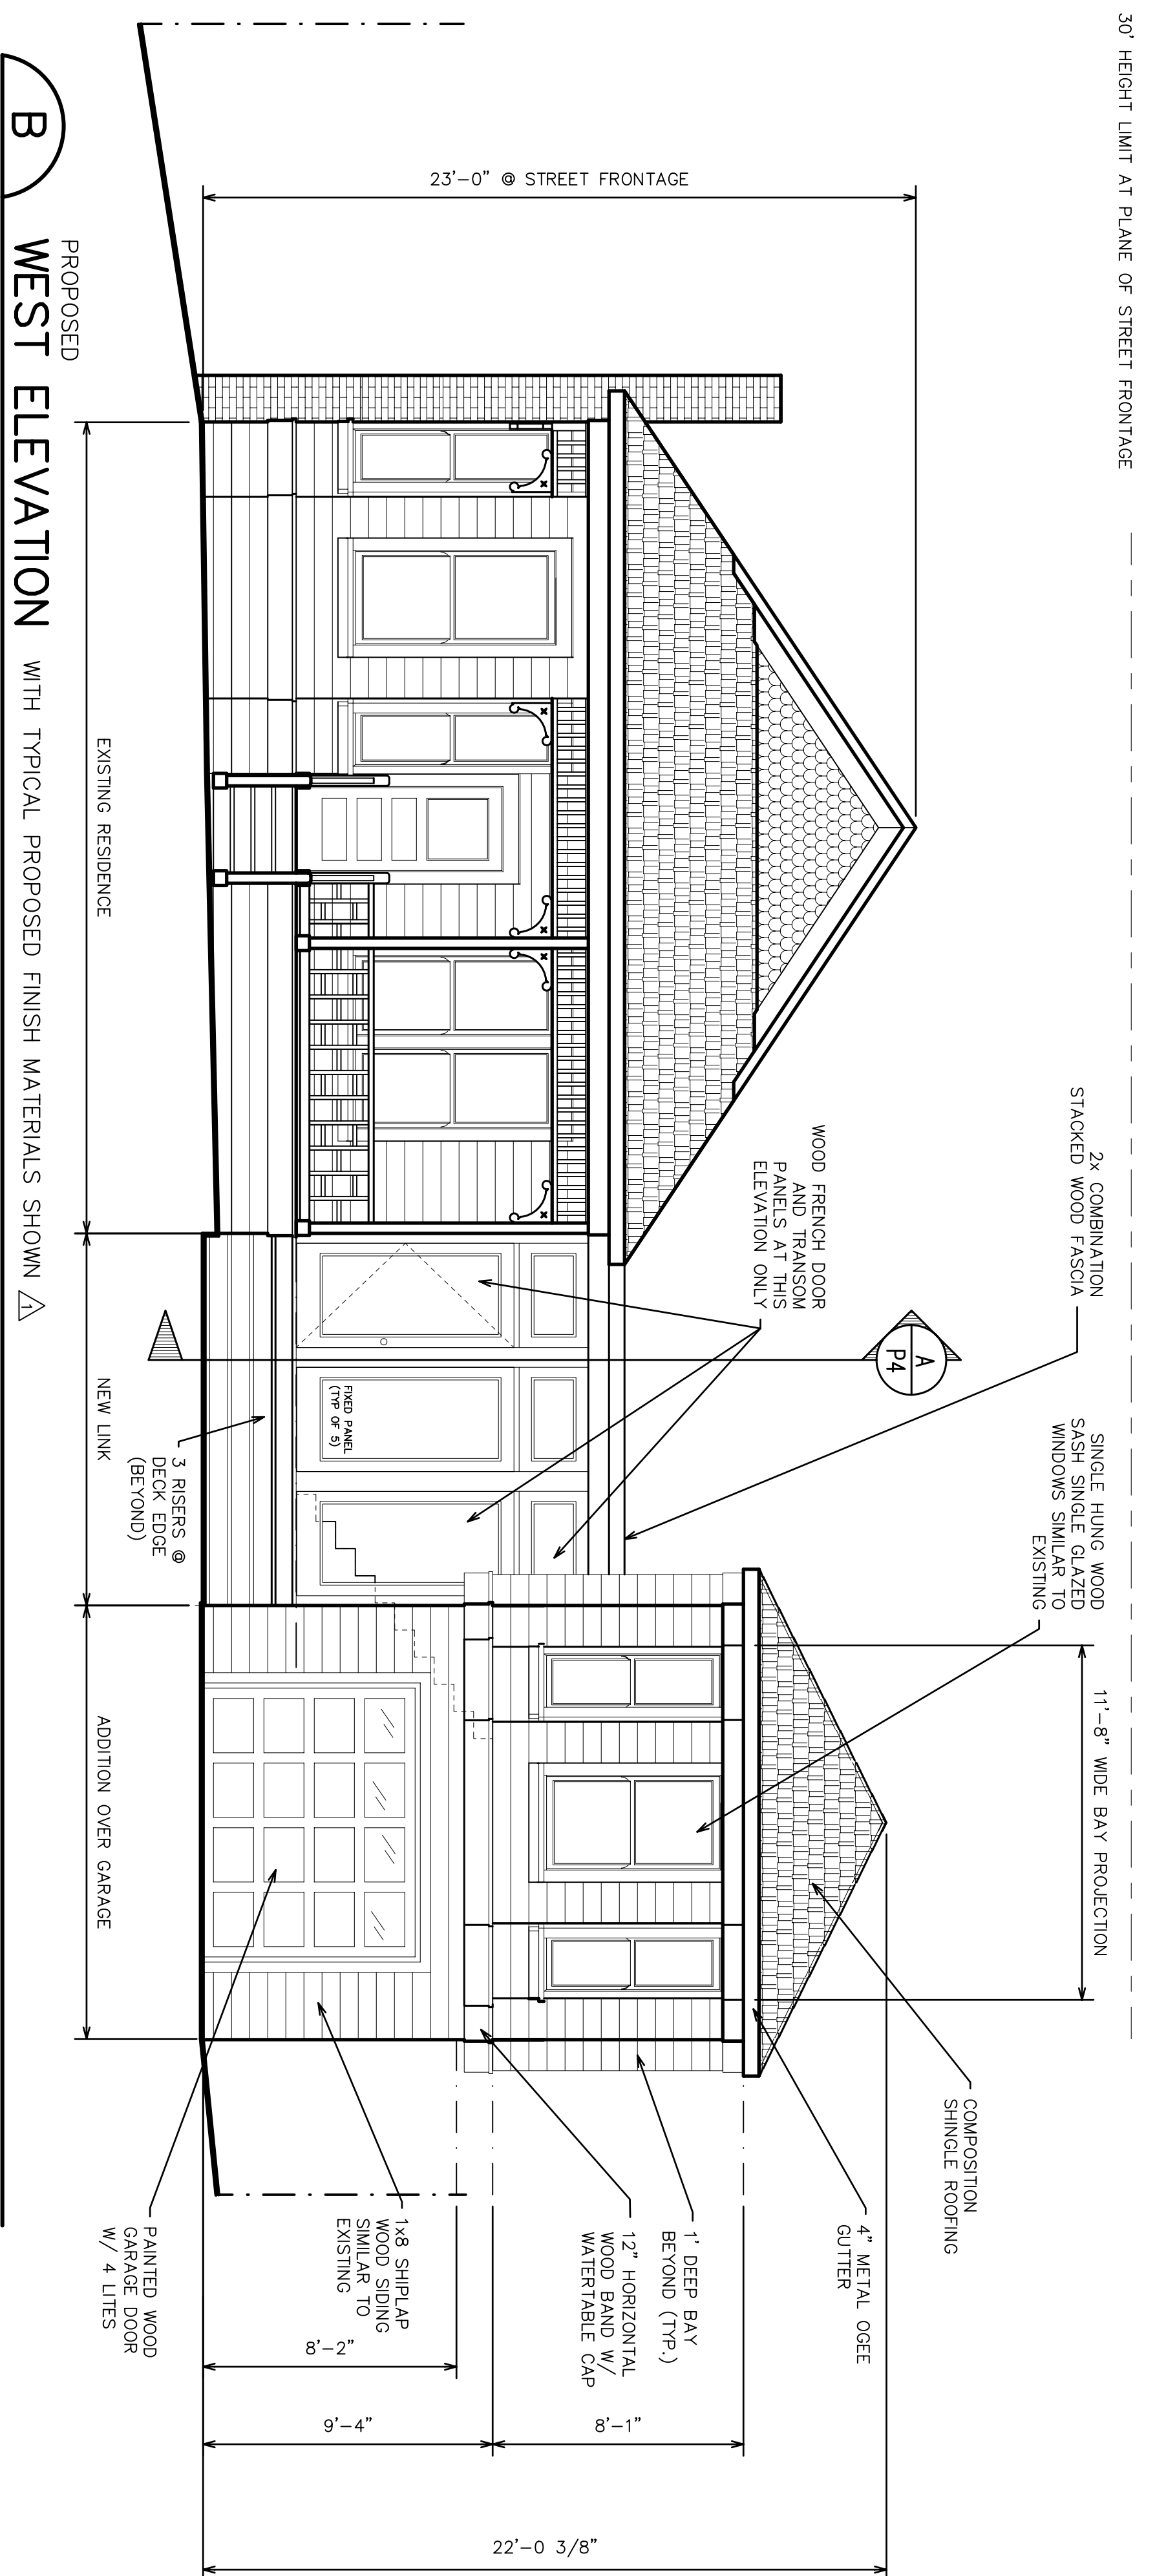 30' HEIGHT LIMIT AT PLANE OF STREET FRONTAGE
23'-0" @ STREET FRONTAGE
2x COMBINATION
STACKED WOOD FASCIA
WOOD FRENCH DOOR
AND TRANSOM
PANELS AT THIS
ELEVATION ONLY
A
P4
SINGLE HUNG WOOD
SASH SINGLE GLAZED
WINDOWS SIMILAR TO
EXISTING
11'-8" WIDE BAY PROJECTION
COMPOSITION
SHINGLE ROOFING
4" METAL OGEE
GUTTER
1' DEEP BAY
BEYOND (TYP.)
12" HORIZONTAL
WOOD BAND W/
WATERTABLE CAP
1x8 SHIPLAP
WOOD SIDING
SIMILAR TO
EXISTING
PAINTED WOOD
GARAGE DOOR
W/ 4 LITES
8'-2"
9'-4"
8'-1"
22'-0 3/8"
FIXED PANEL
(TYP OF 5)
3 RISERS @
DECK EDGE
(BEYOND)
EXISTING RESIDENCE
NEW LINK
ADDITION OVER GARAGE
B
PROPOSED
WEST ELEVATION WITH TYPICAL PROPOSED FINISH MATERIALS SHOWN 1